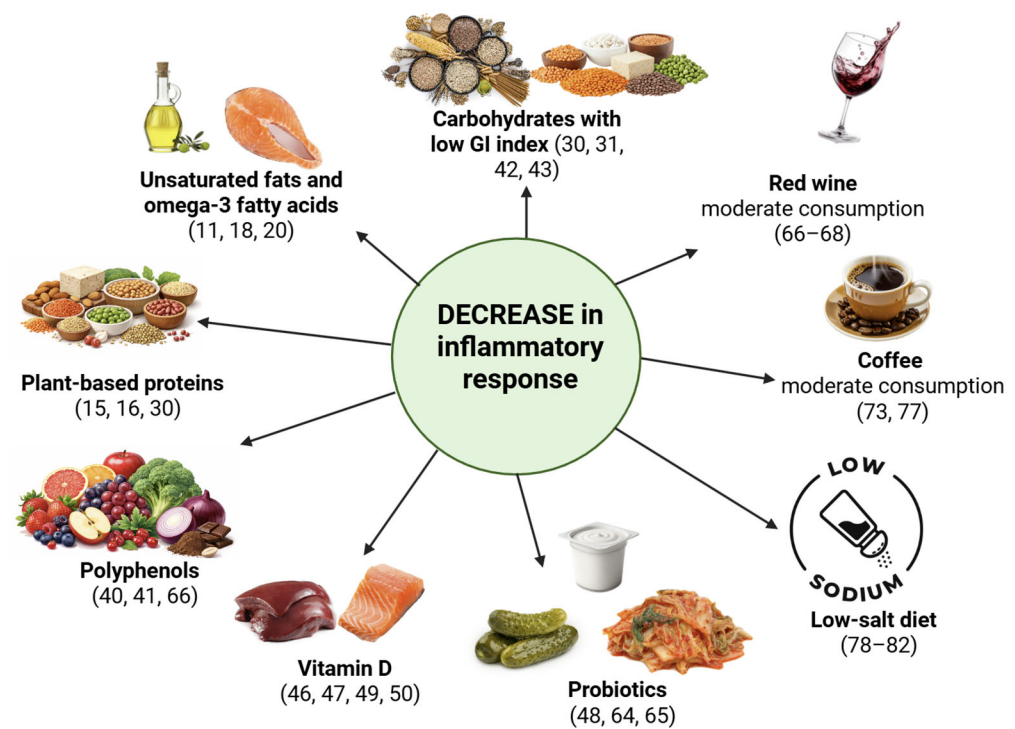 Carbohydrates with
low GI index (30, 31,
42, 43)
Unsaturated fats and
omega-3 fatty acids
(11, 18, 20)
Red wine
moderate consumption
(66–68)
DECREASE in
inflammatory
response
Plant-based proteins
(15, 16, 30)
Coffee
moderate consumption
(73, 77)
Polyphenols
(40, 41, 66)
LOW
SODIUM
Low-salt diet
(78–82)
Vitamin D
(46, 47, 49, 50)
Probiotics
(48, 64, 65)